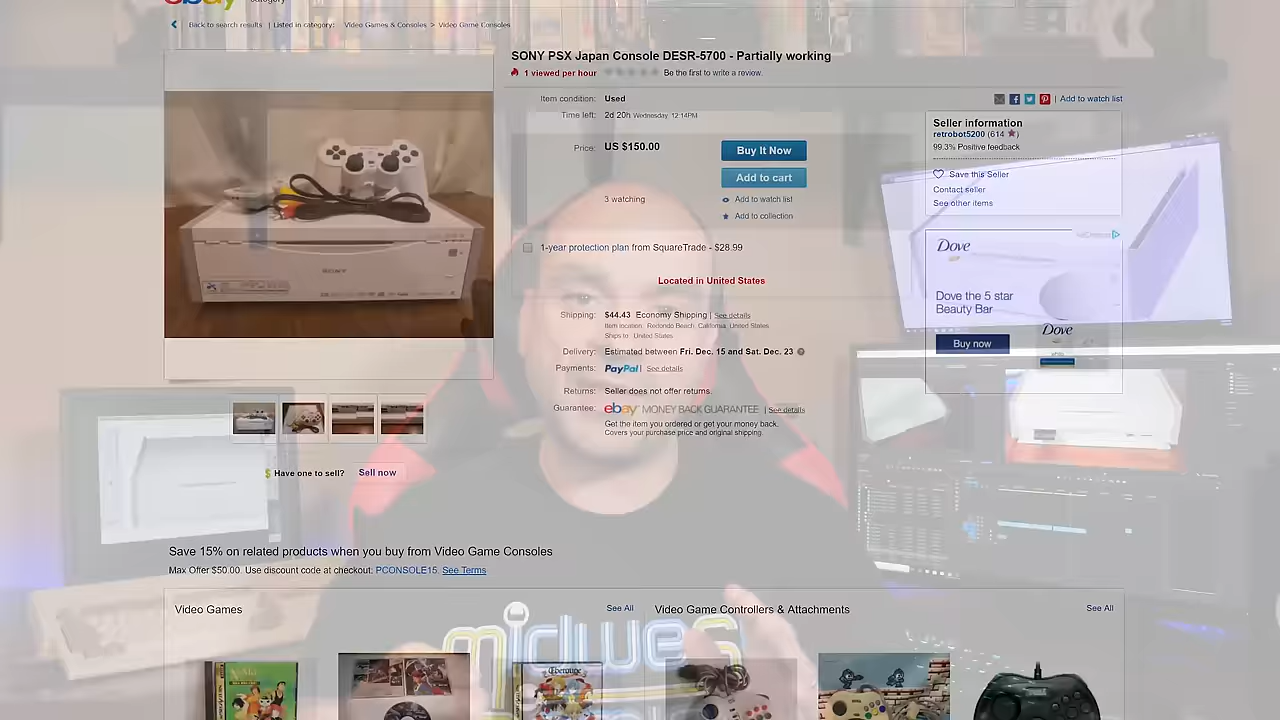 ebay
category
Back to search results | Listed in category: Video Games & Consoles > Video Game Consoles
SONY PSX Japan Console DESR-5700 - Partially working
1 viewed per hour Be the first to write a review.
Item condition: Used
Time left: 2d 20h Wednesday, 12:14PM
Price: US $150.00
Buy It Now
Add to cart
3 watching
Add to watch list
Add to collection
1-year protection plan from SquareTrade - $28.99
Located in United States
Shipping: $44.43 Economy Shipping | See details
Item location: Redondo Beach, California, United States
Ships to: United States
Delivery: Estimated between Fri. Dec. 15 and Sat. Dec. 23
Payments: PayPal | See details
Returns: Seller does not offer returns.
Guarantee: ebay MONEY BACK GUARANTEE | See details
Get the item you ordered or get your money back.
Covers your purchase price and original shipping.
| Add to watch list
Seller information
retrobot5200 (614 )
99.3% Positive feedback
Save this Seller
Contact seller
See other items
Dove
Dove the 5 star
Beauty Bar
Buy now
Dove
SONY
Have one to sell? Sell now
Save 15% on related products when you buy from Video Game Consoles
Max Offer $50.00. Use discount code at checkout: PCONSOLE15. See Terms
Video Games See All
Video Game Controllers & Attachments See All